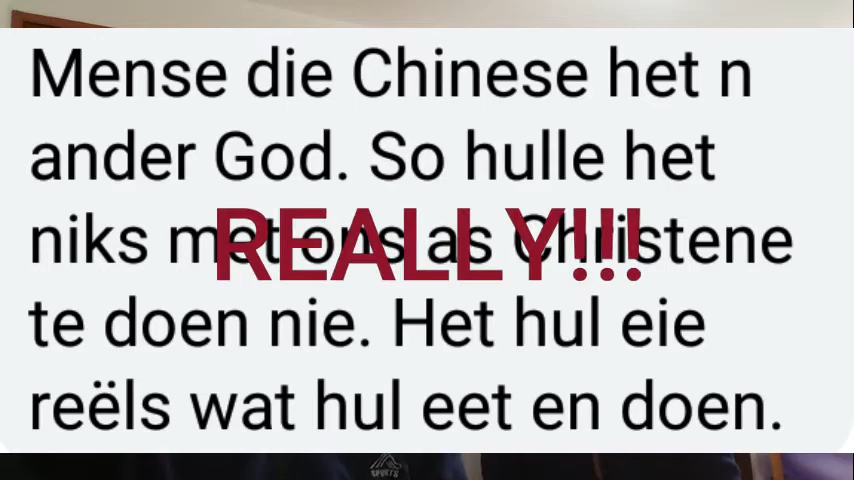 Mense die Chinese het n
ander God. So hulle het
niks met ons as Christene
REALLY!!!
te doen nie. Het hul eie
reëls wat hul eet en doen.
SPORTS